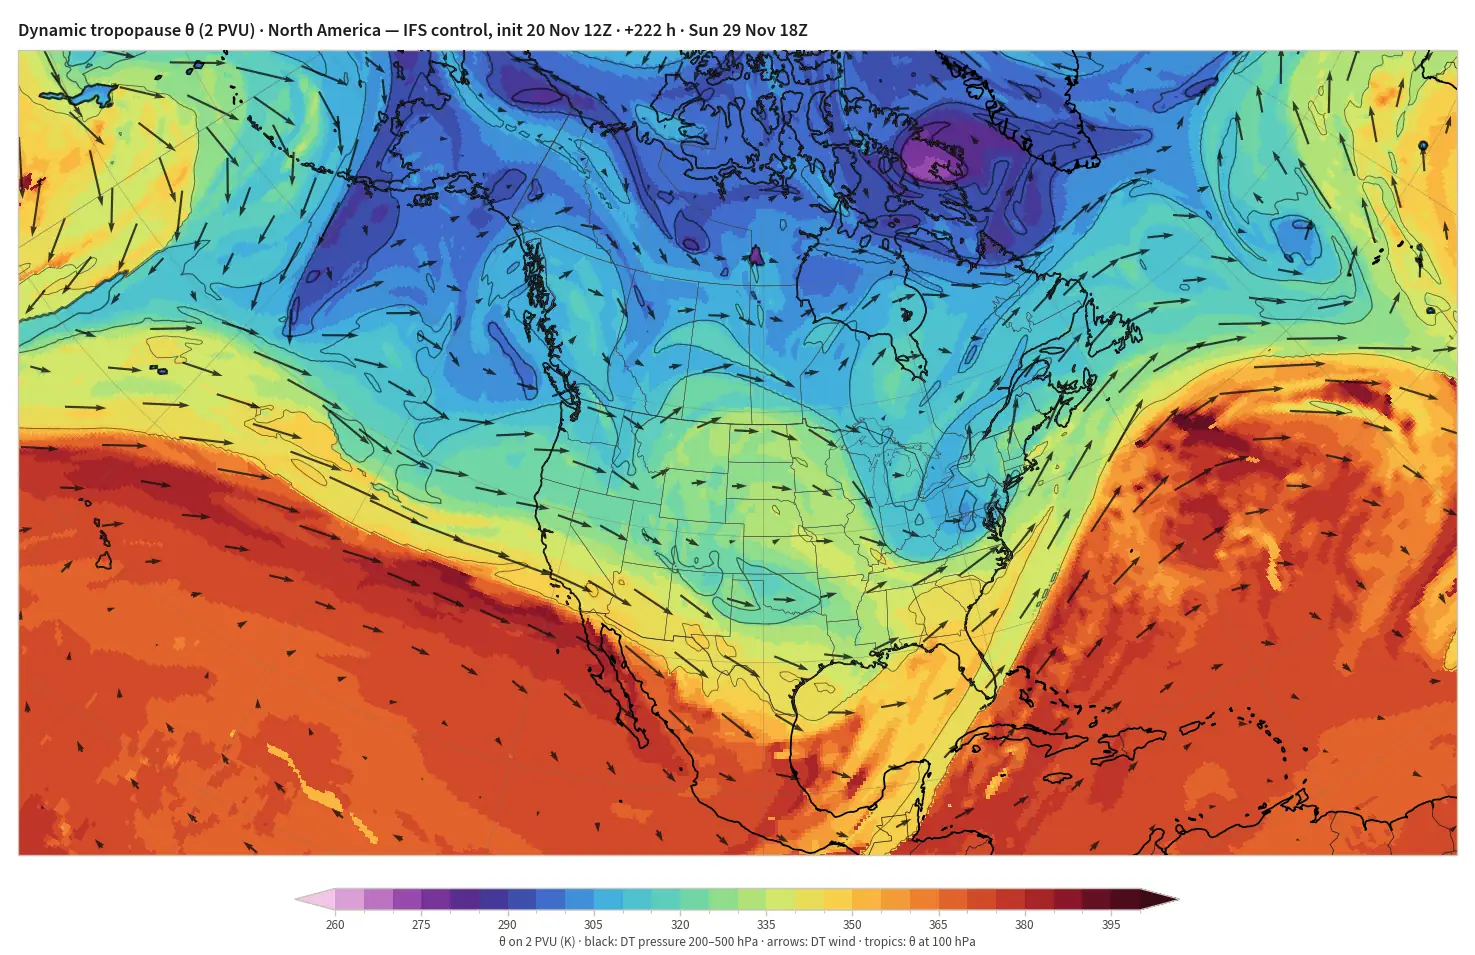 Dynamic tropopause θ (2 PVU) · North America — IFS control, init 20 Nov 12Z · +222 h · Sun 29 Nov 18Z
260 275 290 305 320 335 350 365 380 395
θ on 2 PVU (K) · black: DT pressure 200–500 hPa · arrows: DT wind · tropics: θ at 100 hPa